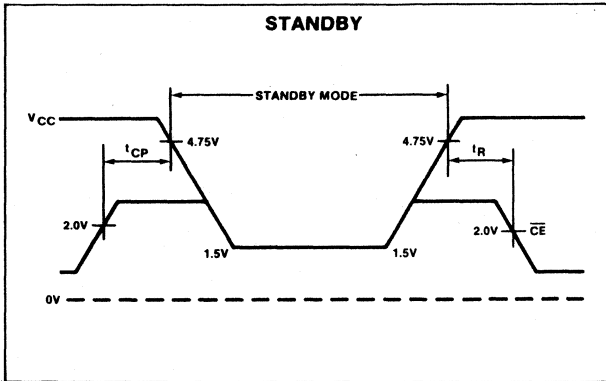 STANDBY
STANDBY MODE
VCC
tCP
4.75V
4.75V
tR
2.0V
2.0V
CE
1.5V
1.5V
0V